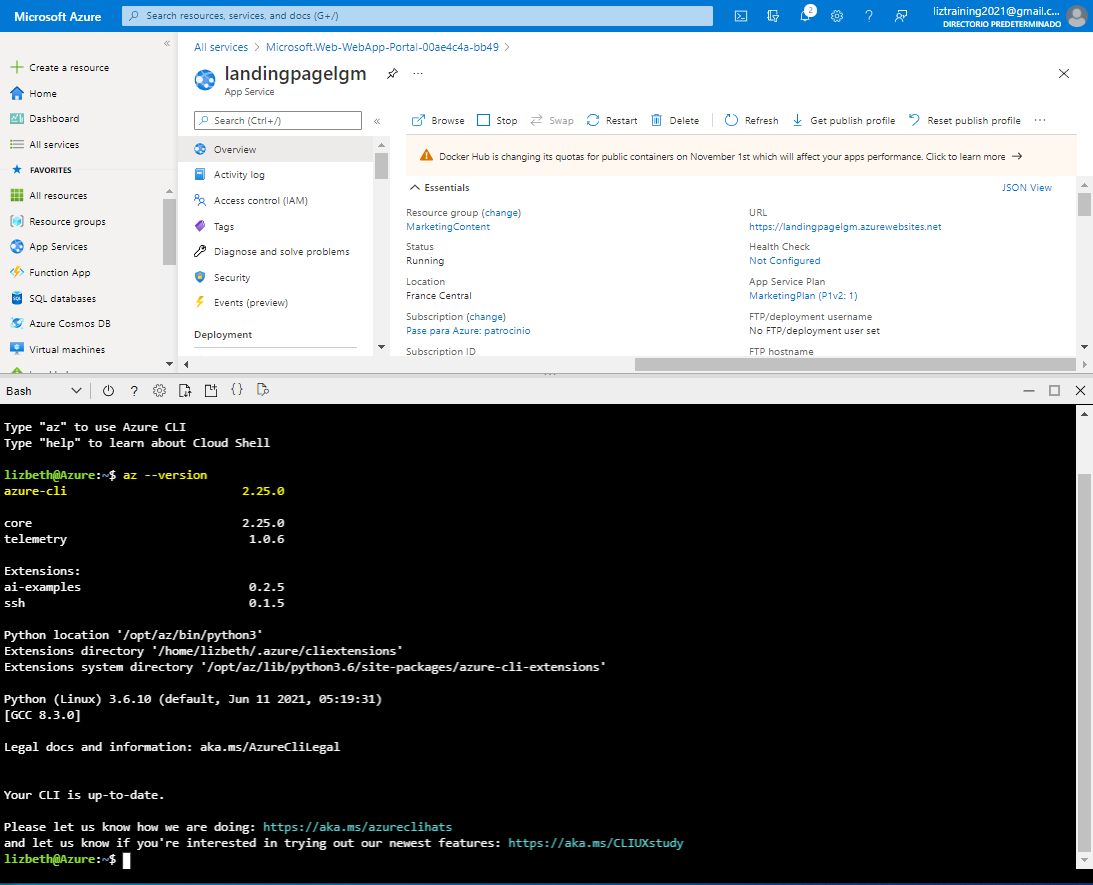 Microsoft Azure
Search resources, services, and docs (G+/)
2
liztraining2021@gmail.c...
DIRECTORIO PREDETERMINADO
Create a resource
Home
Dashboard
All services
FAVORITES
All resources
Resource groups
App Services
Function App
SQL databases
Azure Cosmos DB
Virtual machines
All services > Microsoft.Web-WebApp-Portal-00ae4c4a-bb49 >
landingpagelgm
App Service
Search (Ctrl+/)
Overview
Activity log
Access control (IAM)
Tags
Diagnose and solve problems
Security
Events (preview)
Deployment
Browse Stop Swap Restart Delete Refresh Get publish profile Reset publish profile
Docker Hub is changing its quotas for public containers on November 1st which will affect your apps performance. Click to learn more →
Essentials
JSON View
Resource group (change)
MarketingContent
Status
Running
Location
France Central
Subscription (change)
Pase para Azure: patrocinio
Subscription ID
URL
https://landingpagelgm.azurewebsites.net
Health Check
Not Configured
App Service Plan
MarketingPlan (P1v2: 1)
FTP/deployment username
No FTP/deployment user set
FTP hostname
Bash
Type "az" to use Azure CLI
Type "help" to learn about Cloud Shell
lizbeth@Azure:~$ az --version
azure-cli 2.25.0
core 2.25.0
telemetry 1.0.6
Extensions:
ai-examples 0.2.5
ssh 0.1.5
Python location '/opt/az/bin/python3'
Extensions directory '/home/lizbeth/.azure/cliextensions'
Extensions system directory '/opt/az/lib/python3.6/site-packages/azure-cli-extensions'
Python (Linux) 3.6.10 (default, Jun 11 2021, 05:19:31)
[GCC 8.3.0]
Legal docs and information: aka.ms/AzureCliLegal
Your CLI is up-to-date.
Please let us know how we are doing: https://aka.ms/azureclihats
and let us know if you're interested in trying out our newest features: https://aka.ms/CLIUXstudy
lizbeth@Azure:~$